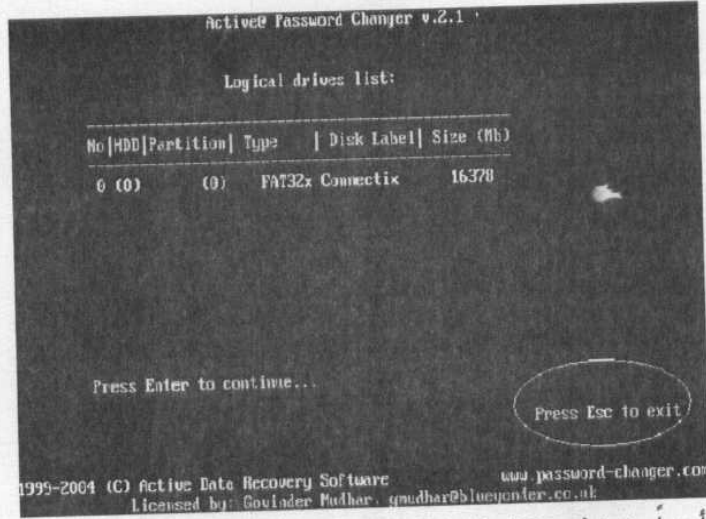 Active@ Password Changer v.2.1
Logical drives list:
No|HDD|Partition| Type | Disk Label| Size (Mb)
0 (0) (0) FAT32x Connectix 16378
Press Enter to continue...
Press Esc to exit
1999-2004 (C) Active Data Recovery Software
www.password-changer.com
Licensed by: Govinder Mudhar, gmudhar@blueyonder.co.uk